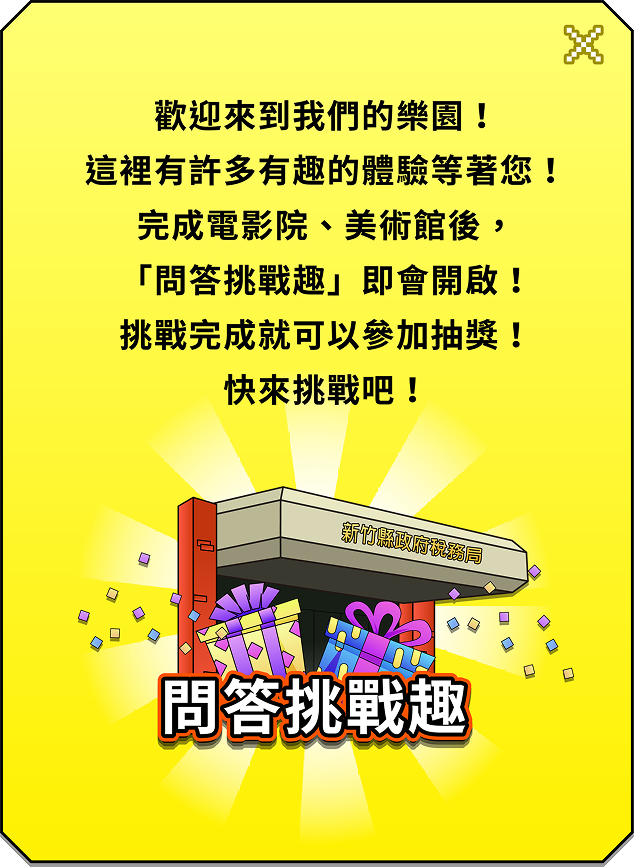 歡迎來到我們的樂園！
這裡有許多有趣的體驗等著您！
完成電影院、美術館後，
「問答挑戰趣」即會開啟！
挑戰完成就可以參加抽獎！
快來挑戰吧！
新竹縣政府稅務局
問答挑戰趣